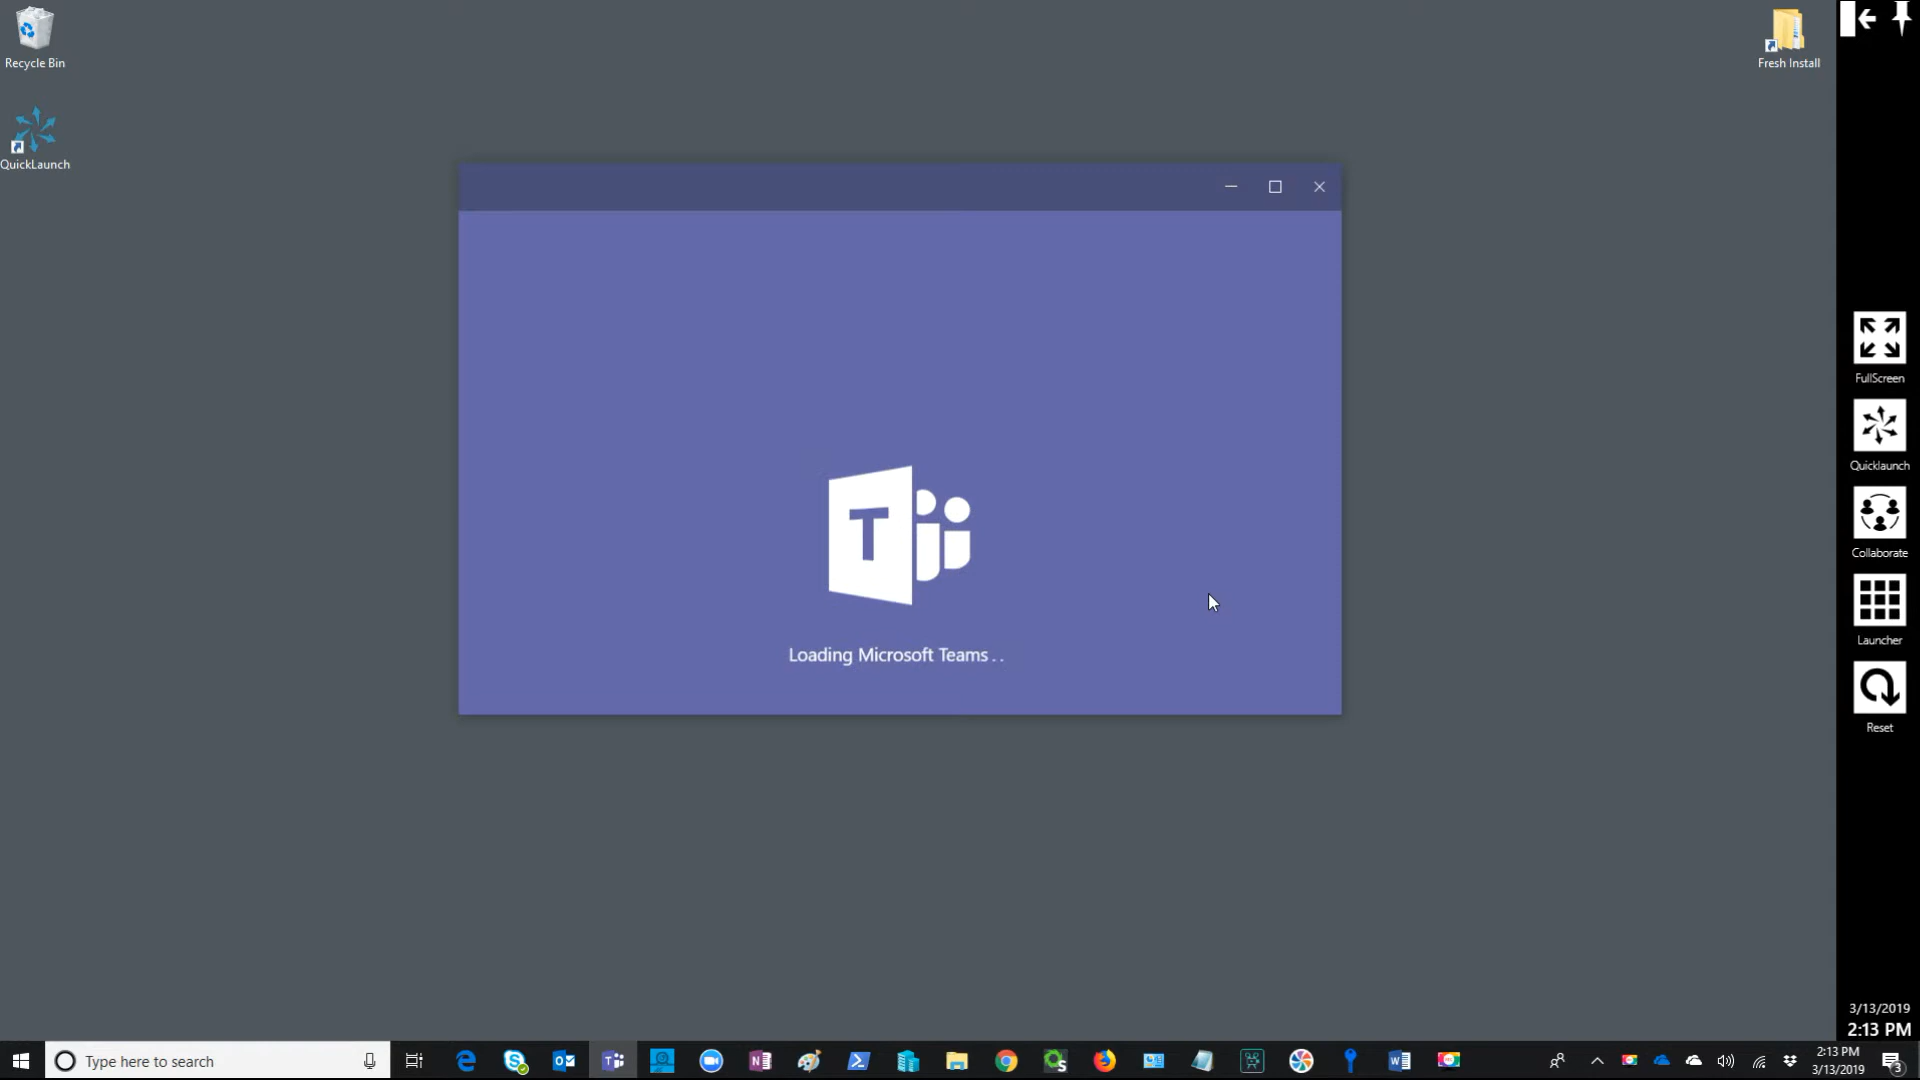 Recycle Bin
QuickLaunch
Fresh Install
T
Loading Microsoft Teams . .
FullScreen
Quicklaunch
Collaborate
Launcher
Reset
3/13/2019
2:13 PM
Type here to search
2:13 PM
3/13/2019
3